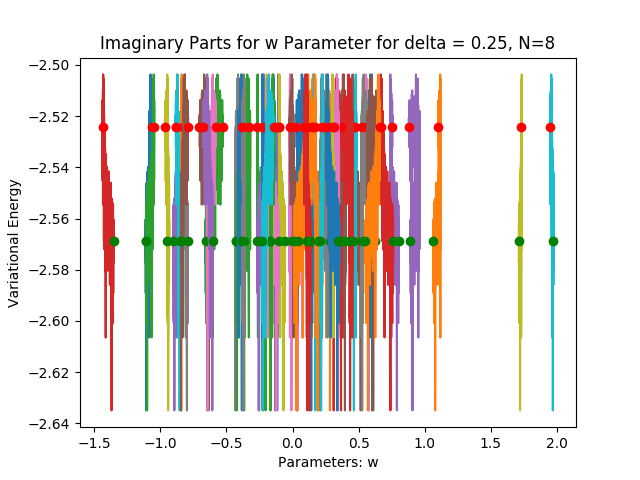 Imaginary Parts for w Parameter for delta = 0.25, N=8
−2.50
−2.52
−2.54
−2.56
−2.58
−2.60
−2.62
−2.64
Variational Energy
−1.5 −1.0 −0.5 0.0 0.5 1.0 1.5 2.0
Parameters: w